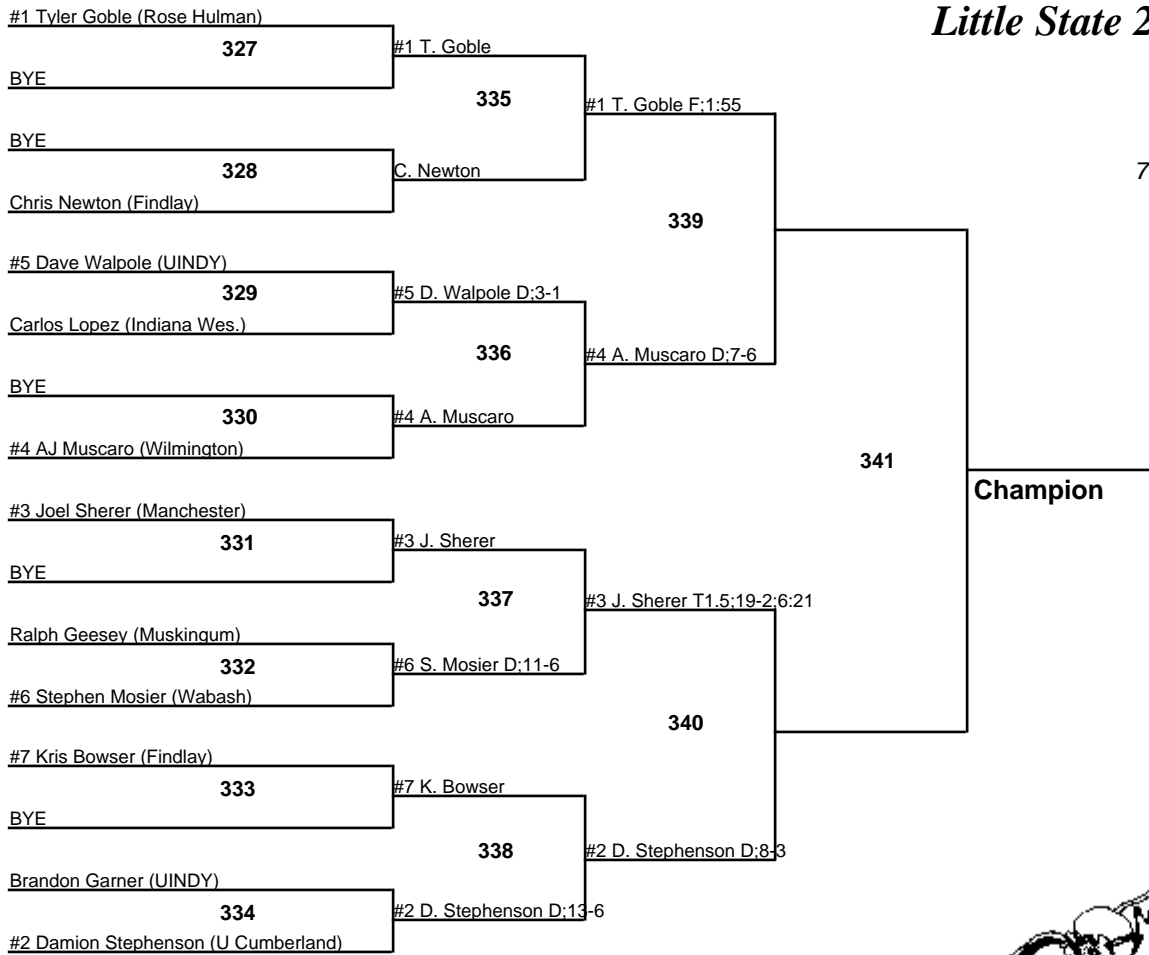 #1 Tyler Goble (Rose Hulman)
Little State 2
327
#1 T. Goble
BYE
335
#1 T. Goble F;1:55
BYE
328
C. Newton
7
Chris Newton (Findlay)
339
#5 Dave Walpole (UINDY)
329
#5 D. Walpole D;3-1
Carlos Lopez (Indiana Wes.)
336
#4 A. Muscaro D;7-6
BYE
330
#4 A. Muscaro
#4 AJ Muscaro (Wilmington)
341
Champion
#3 Joel Sherer (Manchester)
331
#3 J. Sherer
BYE
337
#3 J. Sherer T1.5;19-2;6:21
Ralph Geesey (Muskingum)
332
#6 S. Mosier D;11-6
#6 Stephen Mosier (Wabash)
340
#7 Kris Bowser (Findlay)
333
#7 K. Bowser
BYE
338
#2 D. Stephenson D;8-3
Brandon Garner (UINDY)
334
#2 D. Stephenson D;13-6
#2 Damion Stephenson (U Cumberland)